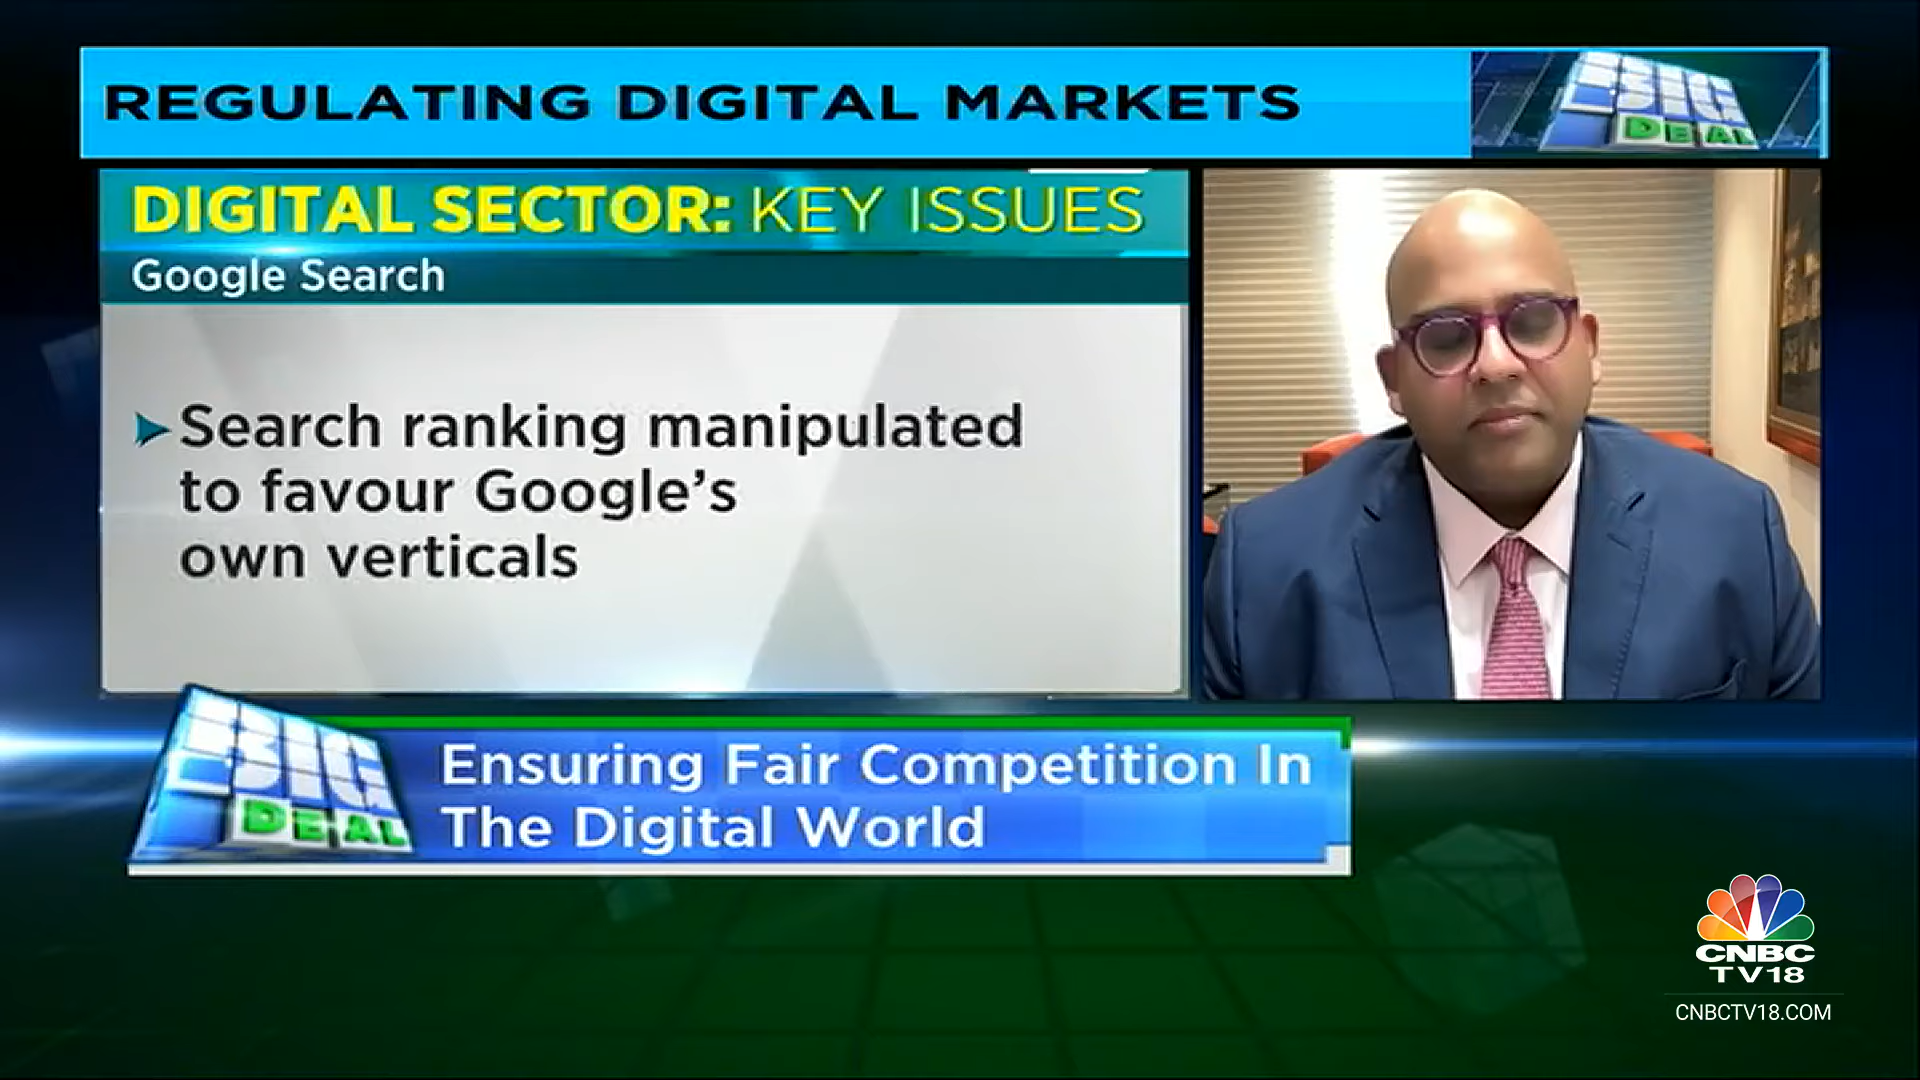 REGULATING DIGITAL MARKETS
BIG
DEAL
DIGITAL SECTOR: KEY ISSUES
Google Search
Search ranking manipulated
to favour Google's
own verticals
BIG
DEAL
Ensuring Fair Competition In
The Digital World
CNBC
TV18
CNBCTV18.COM